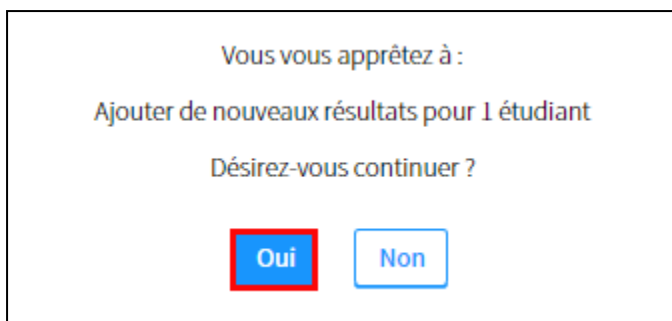 Vous vous apprêtez à :
Ajouter de nouveaux résultats pour 1 étudiant
Désirez-vous continuer ?
Oui Non